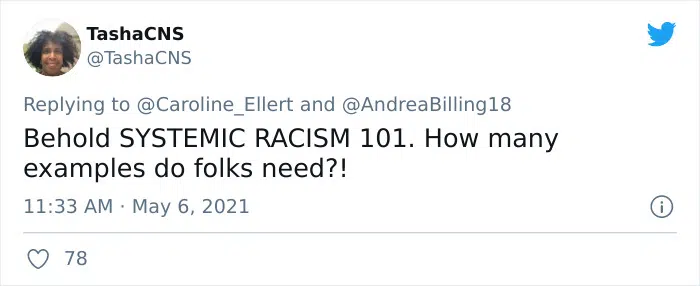 TashaCNS
@TashaCNS
Replying to @Caroline_Ellert and @AndreaBilling18
Behold SYSTEMIC RACISM 101. How many
examples do folks need?!
11:33 AM · May 6, 2021
78